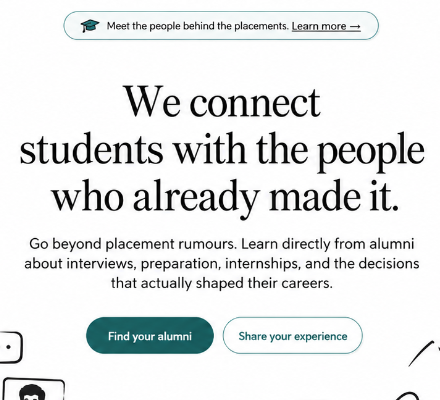 Meet the people behind the placements. Learn more →
We connect
students with the people
who already made it.
Go beyond placement rumours. Learn directly from alumni
about interviews, preparation, internships, and the decisions
that actually shaped their careers.
Find your alumni
Share your experience